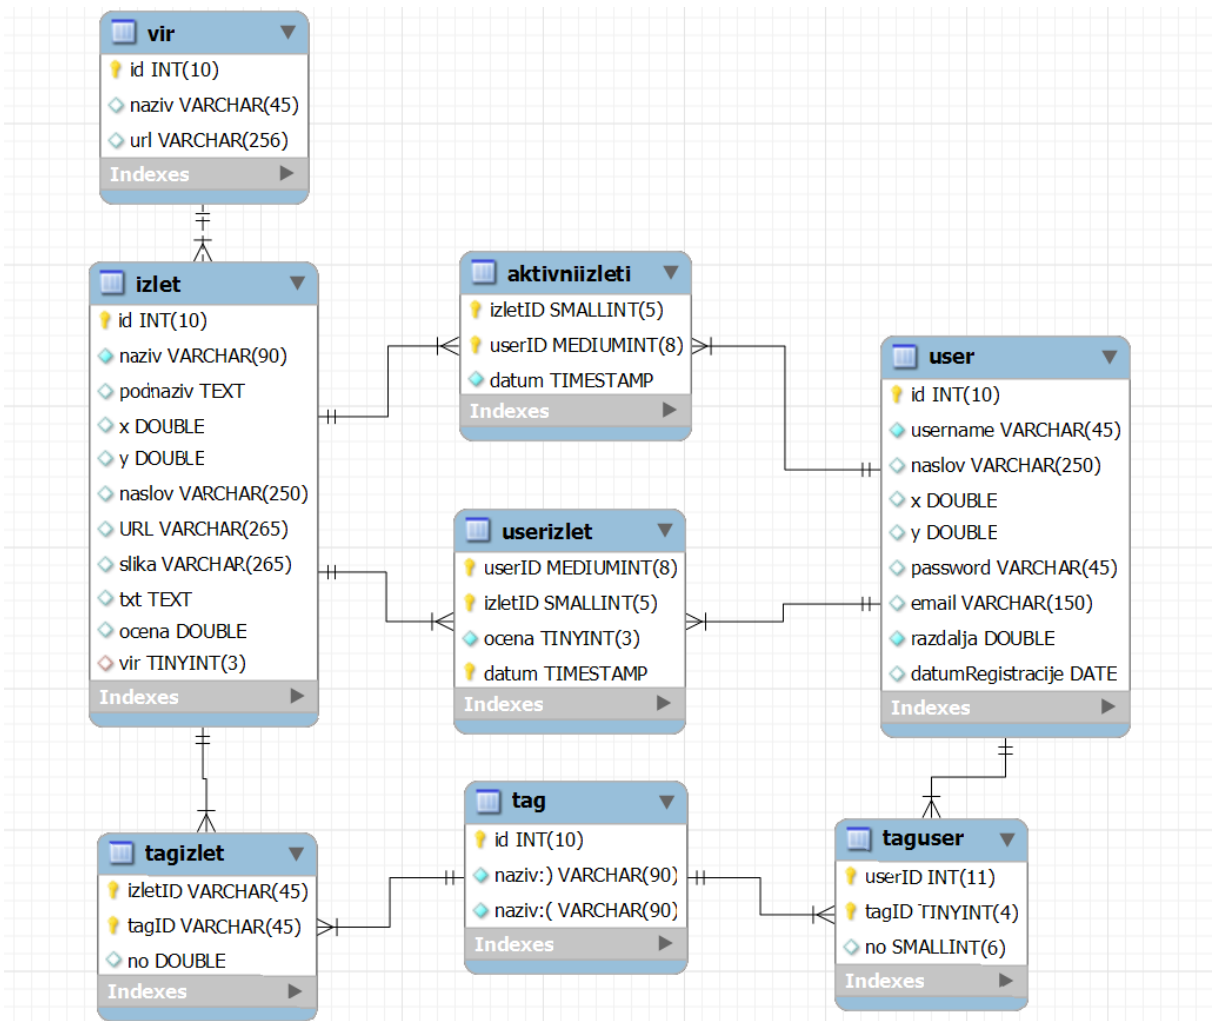 vir
id INT(10)
naziv VARCHAR(45)
url VARCHAR(256)
Indexes
izlet
id INT(10)
naziv VARCHAR(90)
podnaziv TEXT
x DOUBLE
y DOUBLE
naslov VARCHAR(250)
URL VARCHAR(265)
slika VARCHAR(265)
txt TEXT
ocena DOUBLE
vir TINYINT(3)
Indexes
aktivniizleti
izletID SMALLINT(5)
userID MEDIUMINT(8)
datum TIMESTAMP
Indexes
userizlet
userID MEDIUMINT(8)
izletID SMALLINT(5)
ocena TINYINT(3)
datum TIMESTAMP
Indexes
user
id INT(10)
username VARCHAR(45)
naslov VARCHAR(250)
x DOUBLE
y DOUBLE
password VARCHAR(45)
email VARCHAR(150)
razdalja DOUBLE
datumRegistracije DATE
Indexes
tagizlet
izletID VARCHAR(45)
tagID VARCHAR(45)
no DOUBLE
Indexes
tag
id INT(10)
naziv:) VARCHAR(90)
naziv:( VARCHAR(90)
Indexes
taguser
userID INT(11)
tagID TINYINT(4)
no SMALLINT(6)
Indexes